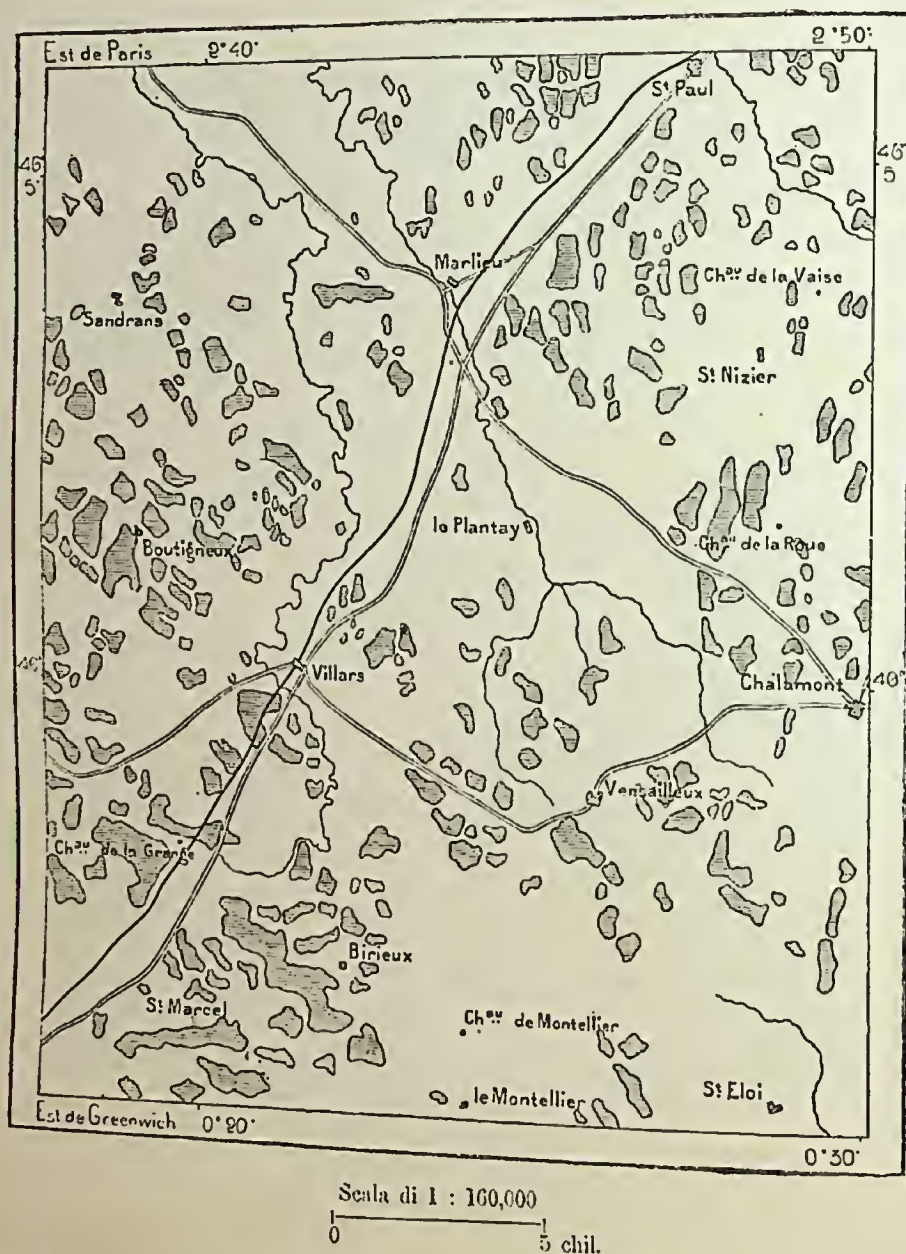 Est de Paris 2°40' 2°50'
St Paul
46° 5' 46° 5'
Marlieu
Chau de la Vaise
Sandrans
St Nizier
le Plantay
Boutigneux Chau de la Roue
46° Villars 46°
Chalamont
Versailleux
Chau de la Grange
Birieux
St Marcel
Chau de Montellier
le Montellier St Eloi
Est de Greenwich 0°20' 0°30'
Scala di 1 : 160,000
0 5 chil.